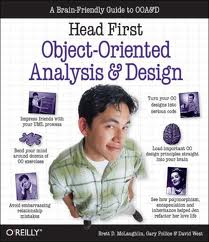 A Brain-Friendly Guide to OOA&D
Head First
Object-Oriented
Analysis & Design
Impress friends with
your UML prowess
Turn your OO
designs into
serious code
Bend your mind
around dozens of
OO exercises
Load important OO
design principles straight
into your brain
Avoid embarrassing
relationship
mistakes
See how polymorphism,
encapsulation and
inheritance helped Jen
refactor her love life
O'REILLY®
Brett D. McLaughlin, Gary Pollice & David West